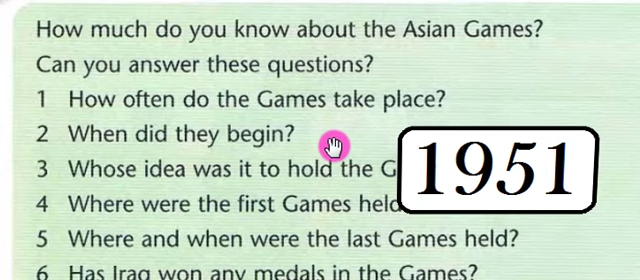 How much do you know about the Asian Games?
Can you answer these questions?
1 How often do the Games take place?
2 When did they begin?
3 Whose idea was it to hold the G
4 Where were the first Games held
5 Where and when were the last Games held?
6 Has Iraq won any medals in the Games?
1951